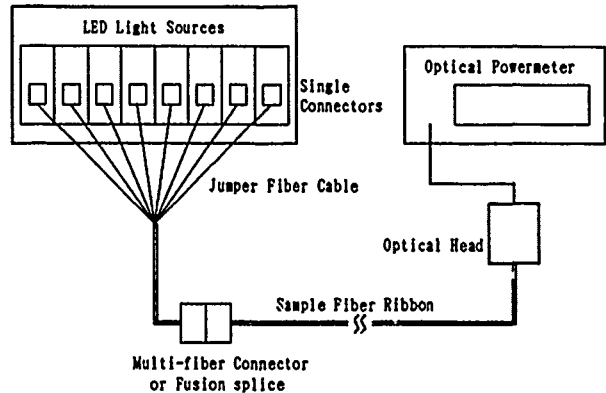 LED Light Sources
Single
Connectors
Optical Powermeter
Jumper Fiber Cable
Optical Head
Sample Fiber Ribbon
Multi-fiber Connector
or Fusion splice